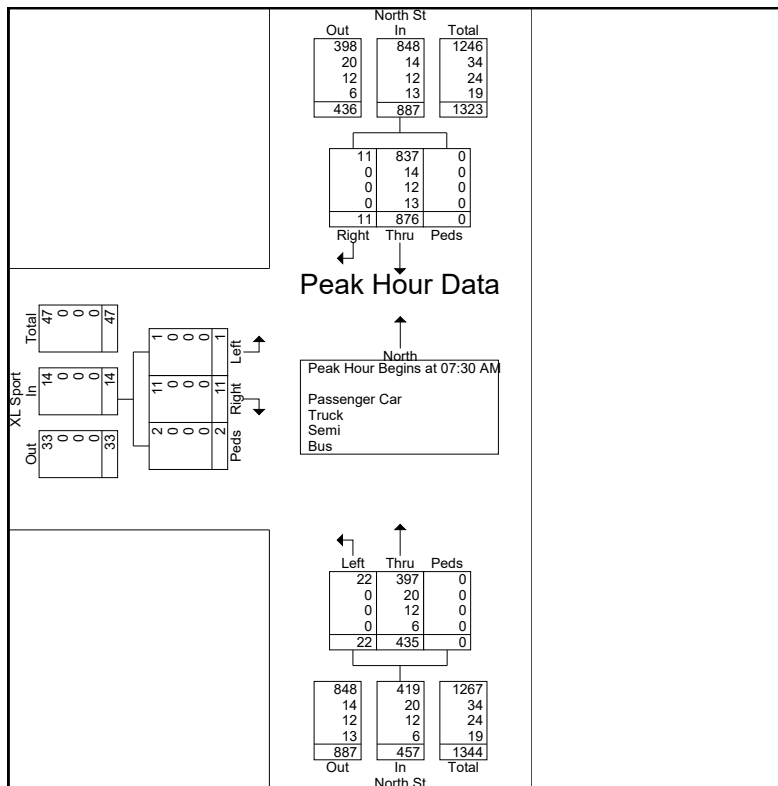 North St
Out In Total
398 848 1246
20 14 34
12 12 24
6 13 19
436 887 1323
11 837 0
0 14 0
0 12 0
0 13 0
11 876 0
Right Thru Peds
Peak Hour Data
North
Peak Hour Begins at 07:30 AM
Passenger Car
Truck
Semi
Bus
XL Sport
Out In Total
33 14 47
0 0 0
0 0 0
0 0 0
33 14 47
2 11 1
0 0 0
0 0 0
0 0 0
2 11 1
Peds Right Left
Left Thru Peds
22 397 0
0 20 0
0 12 0
0 6 0
22 435 0
848 419 1267
14 20 34
12 12 24
13 6 19
887 457 1344
Out In Total
North St